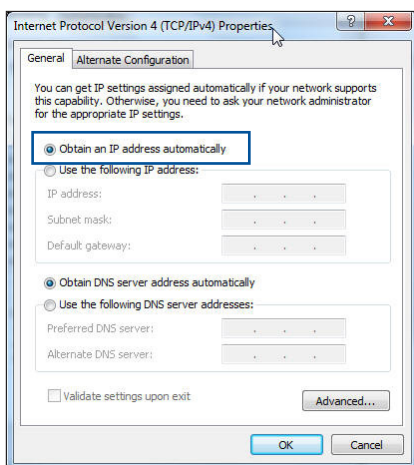 Internet Protocol Version 4 (TCP/IPv4) Properties
General
Alternate Configuration
You can get IP settings assigned automatically if your network supports
this capability. Otherwise, you need to ask your network administrator
for the appropriate IP settings.
Obtain an IP address automatically
Use the following IP address:
IP address:
Subnet mask:
Default gateway:
Obtain DNS server address automatically
Use the following DNS server addresses:
Preferred DNS server:
Alternate DNS server:
Validate settings upon exit
Advanced...
OK
Cancel